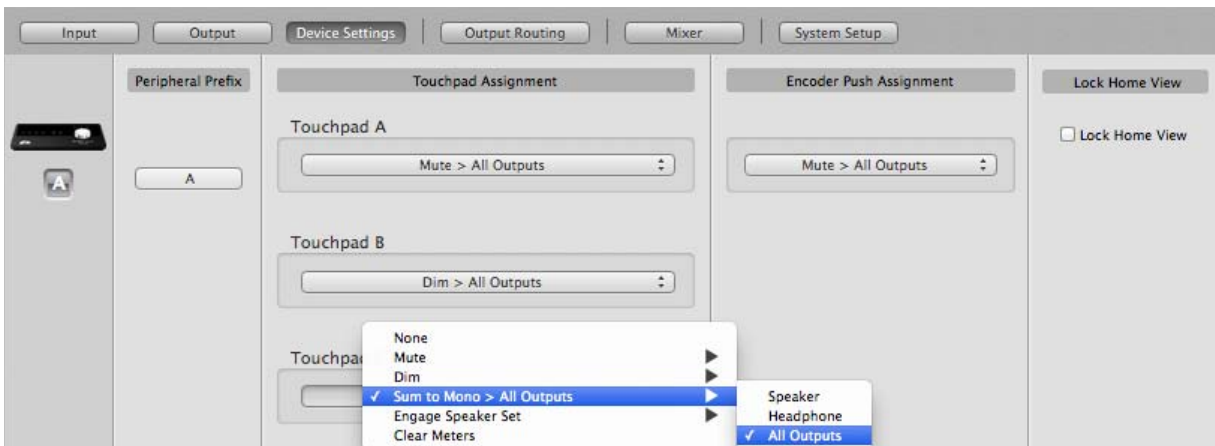 Input Output Device Settings Output Routing Mixer System Setup
Peripheral Prefix
A
A
Touchpad Assignment
Touchpad A
Mute > All Outputs
Touchpad B
Dim > All Outputs
Touchpa
None
Mute
Dim
✓ Sum to Mono > All Outputs
Engage Speaker Set
Clear Meters
Speaker
Headphone
✓ All Outputs
Encoder Push Assignment
Mute > All Outputs
Lock Home View
Lock Home View